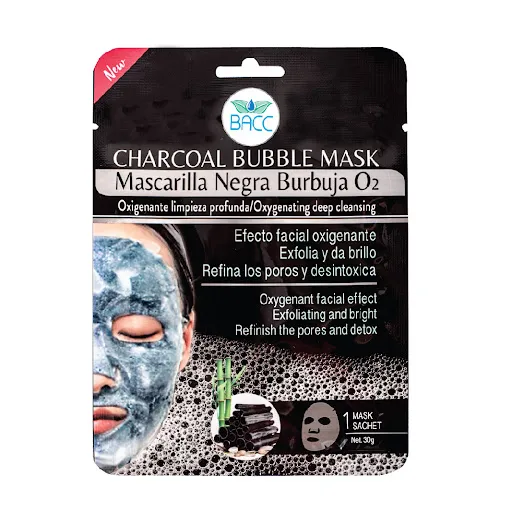 New
BACC
CHARCOAL BUBBLE MASK
Mascarilla Negra Burbuja O2
Oxigenante limpieza profunda/Oxygenating deep cleansing
Efecto facial oxigenante
Exfolia y da brillo
Refina los poros y desintoxica
Oxygenant facial effect
Exfoliating and bright
Refinish the pores and detox
1 MASK
SACHET
Net. 30g